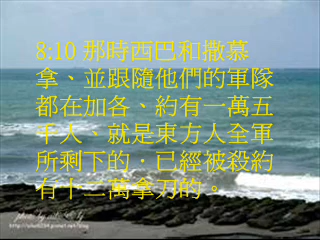 8:10 那時西巴和撒慕
拿、並跟隨他們的軍隊
都在加各、約有一萬五
千人、就是東方人全軍
所剩下的．已經被殺約
有十二萬拿刀的。